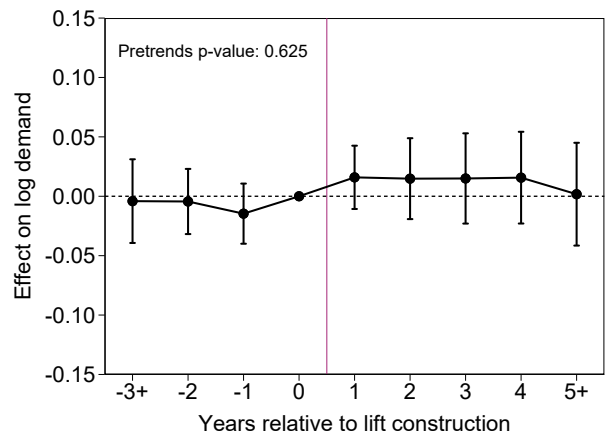 0.15
Pretrends p-value: 0.625
0.10
0.05
0.00
-0.05
-0.10
-0.15
Effect on log demand
-3+ -2 -1 0 1 2 3 4 5+
Years relative to lift construction